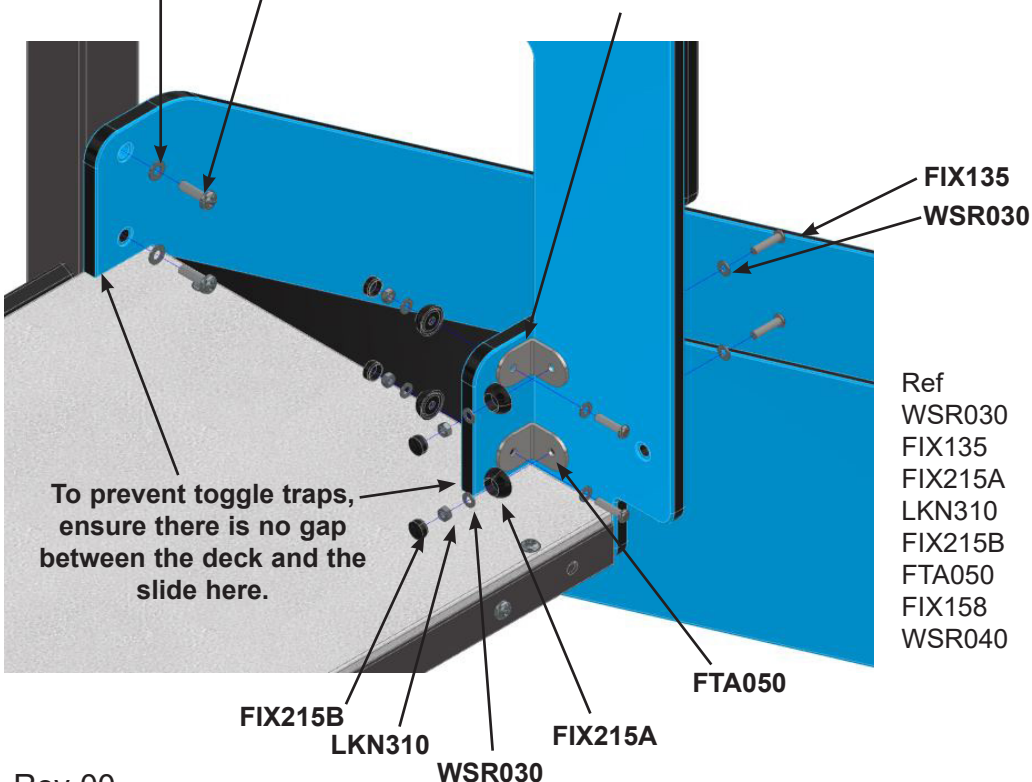 FIX135
WSR030
Ref
WSR030
FIX135
FIX215A
LKN310
FIX215B
FTA050
FIX158
WSR040
To prevent toggle traps,
ensure there is no gap
between the deck and the
slide here.
FTA050
FIX215B
LKN310
FIX215A
WSR030
Rev 00